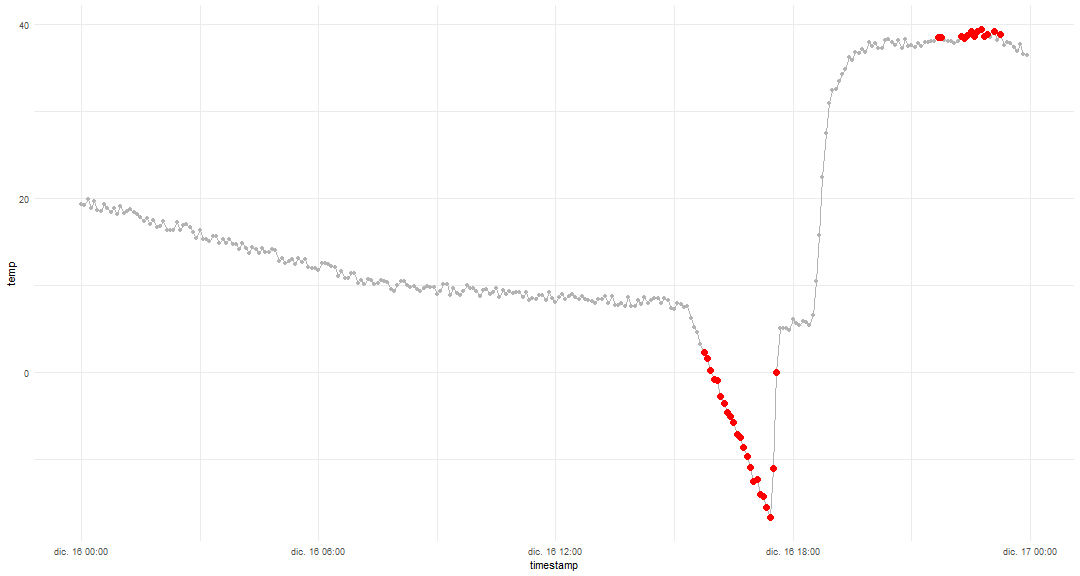 40
20
0
temp
dic. 16 00:00
dic. 16 06:00
dic. 16 12:00
dic. 16 18:00
dic. 17 00:00
timestamp